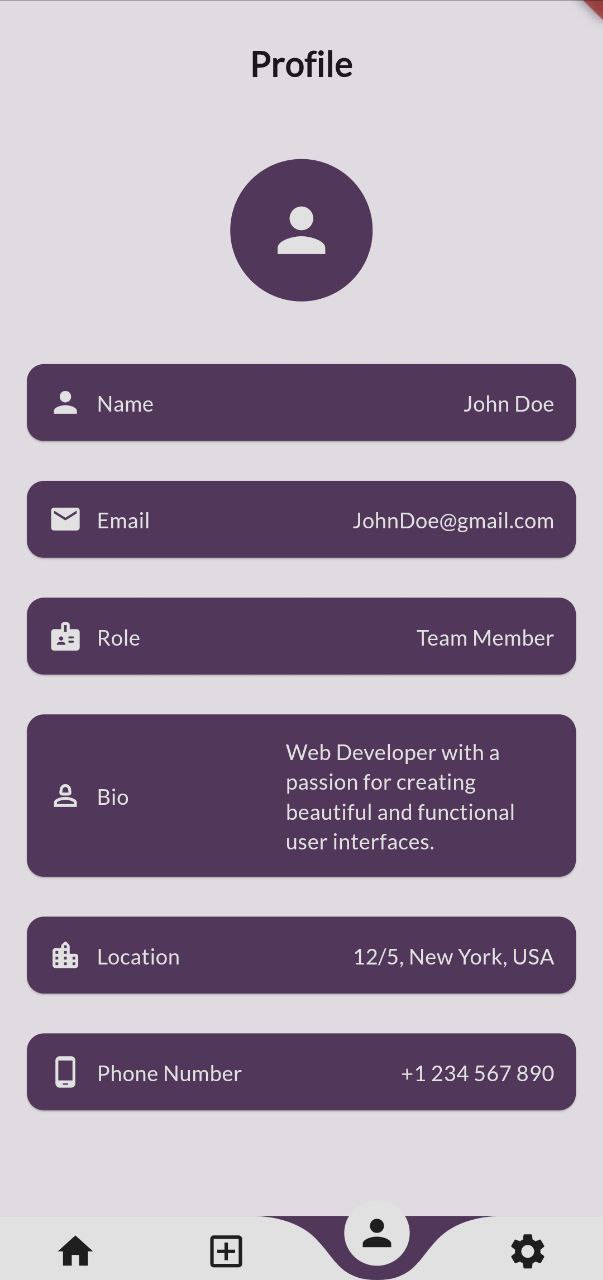 Profile
Name John Doe
Email JohnDoe@gmail.com
Role Team Member
Bio
Web Developer with a
passion for creating
beautiful and functional
user interfaces.
Location 12/5, New York, USA
Phone Number +1 234 567 890